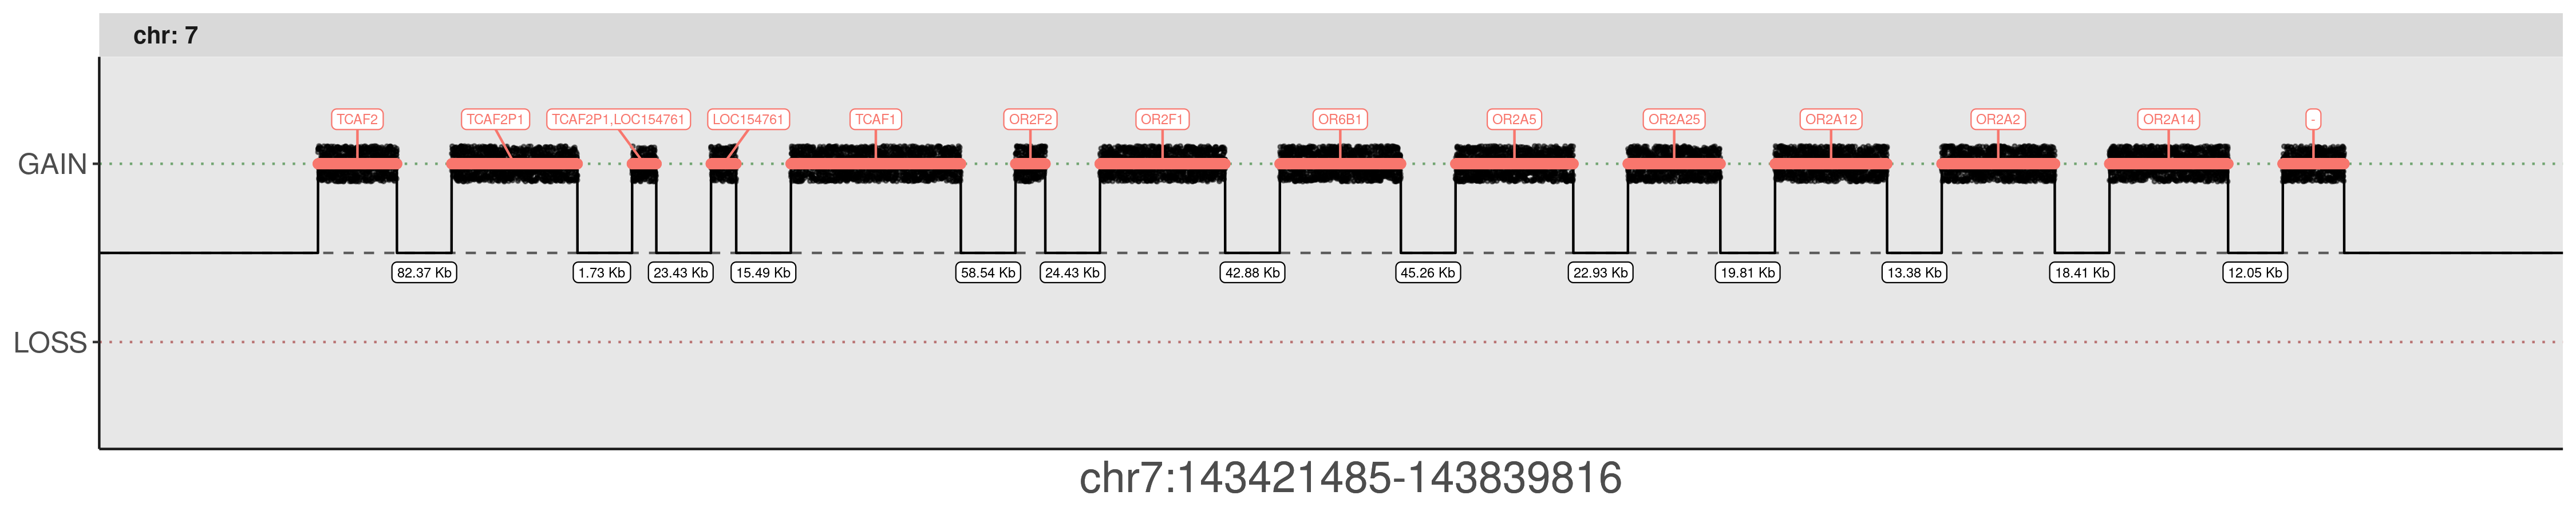 chr: 7
TCAF2
TCAF2P1
TCAF2P1,LOC154761
LOC154761
TCAF1
OR2F2
OR2F1
OR6B1
OR2A5
OR2A25
OR2A12
OR2A2
OR2A14
-
GAIN
82.37 Kb
1.73 Kb
23.43 Kb
15.49 Kb
58.54 Kb
24.43 Kb
42.88 Kb
45.26 Kb
22.93 Kb
19.81 Kb
13.38 Kb
18.41 Kb
12.05 Kb
LOSS
chr7:143421485-143839816